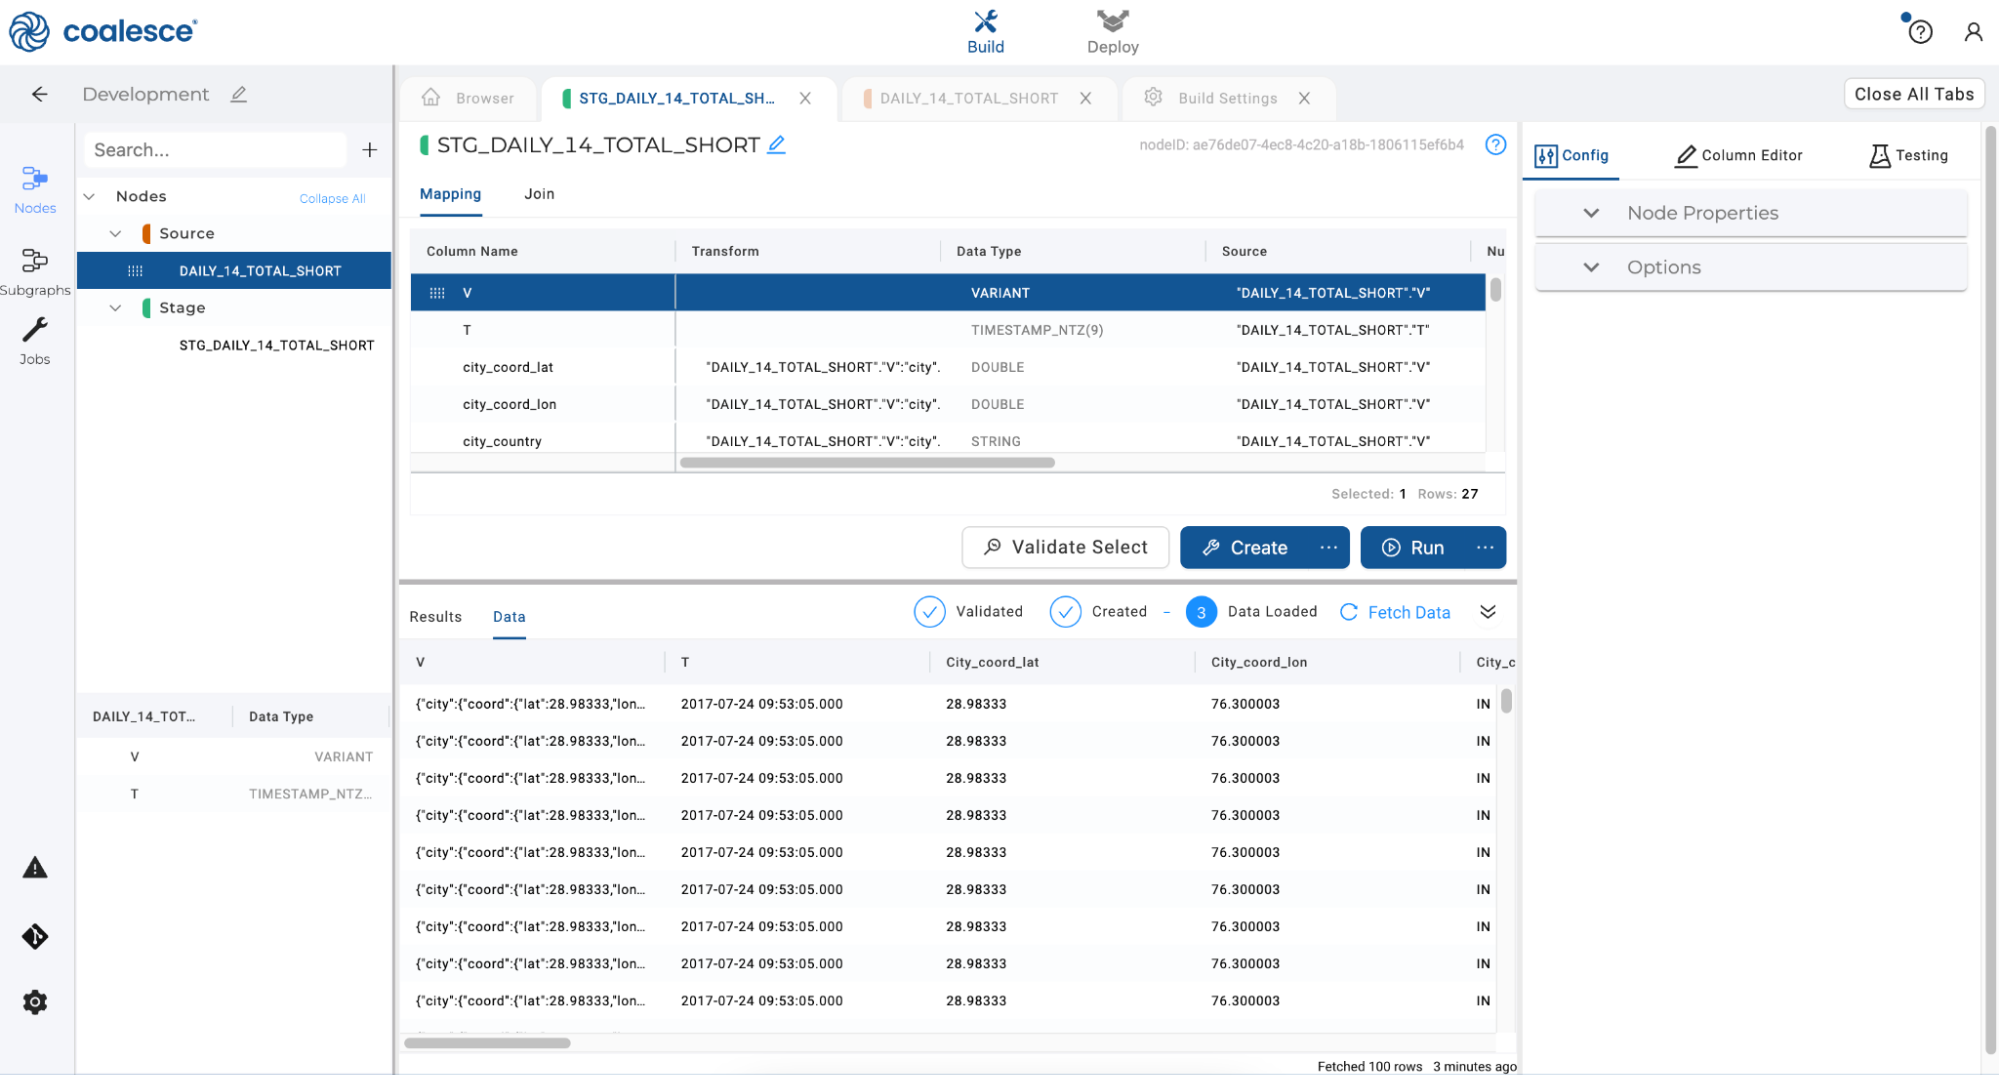 coalesce®
Build
Deploy
Development
Browser
STG_DAILY_14_TOTAL_SH...
DAILY_14_TOTAL_SHORT
Build Settings
Close All Tabs
Search...
Nodes
Subgraphs
Jobs
Nodes
Collapse All
Source
DAILY_14_TOTAL_SHORT
Stage
STG_DAILY_14_TOTAL_SHORT
DAILY_14_TOT... Data Type
V VARIANT
T TIMESTAMP_NTZ...
STG_DAILY_14_TOTAL_SHORT
nodeID: ae76de07-4ec8-4c20-a18b-1806115ef6b4
Mapping Join
Column Name Transform Data Type Source Nu
V VARIANT "DAILY_14_TOTAL_SHORT"."V"
T TIMESTAMP_NTZ(9) "DAILY_14_TOTAL_SHORT"."T"
city_coord_lat "DAILY_14_TOTAL_SHORT"."V":"city". DOUBLE "DAILY_14_TOTAL_SHORT"."V"
city_coord_lon "DAILY_14_TOTAL_SHORT"."V":"city". DOUBLE "DAILY_14_TOTAL_SHORT"."V"
city_country "DAILY_14_TOTAL_SHORT"."V":"city". STRING "DAILY_14_TOTAL_SHORT"."V"
Selected: 1 Rows: 27
Validate Select Create ... Run ...
Results Data Validated Created - 3 Data Loaded Fetch Data
V T City_coord_lat City_coord_lon City_c
{"city":{"coord":{"lat":28.98333,"lon... 2017-07-24 09:53:05.000 28.98333 76.300003 IN
{"city":{"coord":{"lat":28.98333,"lon... 2017-07-24 09:53:05.000 28.98333 76.300003 IN
{"city":{"coord":{"lat":28.98333,"lon... 2017-07-24 09:53:05.000 28.98333 76.300003 IN
{"city":{"coord":{"lat":28.98333,"lon... 2017-07-24 09:53:05.000 28.98333 76.300003 IN
{"city":{"coord":{"lat":28.98333,"lon... 2017-07-24 09:53:05.000 28.98333 76.300003 IN
{"city":{"coord":{"lat":28.98333,"lon... 2017-07-24 09:53:05.000 28.98333 76.300003 IN
{"city":{"coord":{"lat":28.98333,"lon... 2017-07-24 09:53:05.000 28.98333 76.300003 IN
{"city":{"coord":{"lat":28.98333,"lon... 2017-07-24 09:53:05.000 28.98333 76.300003 IN
{"city":{"coord":{"lat":28.98333,"lon... 2017-07-24 09:53:05.000 28.98333 76.300003 IN
Fetched 100 rows 3 minutes ago
Config Column Editor Testing
Node Properties
Options